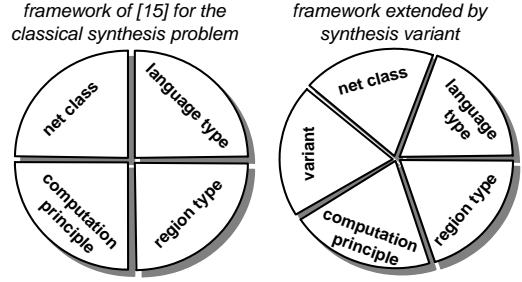 framework of [15] for the
classical synthesis problem
net class
language type
computation
principle
region type
framework extended by
synthesis variant
net class
language
type
variant
computation
principle
region type